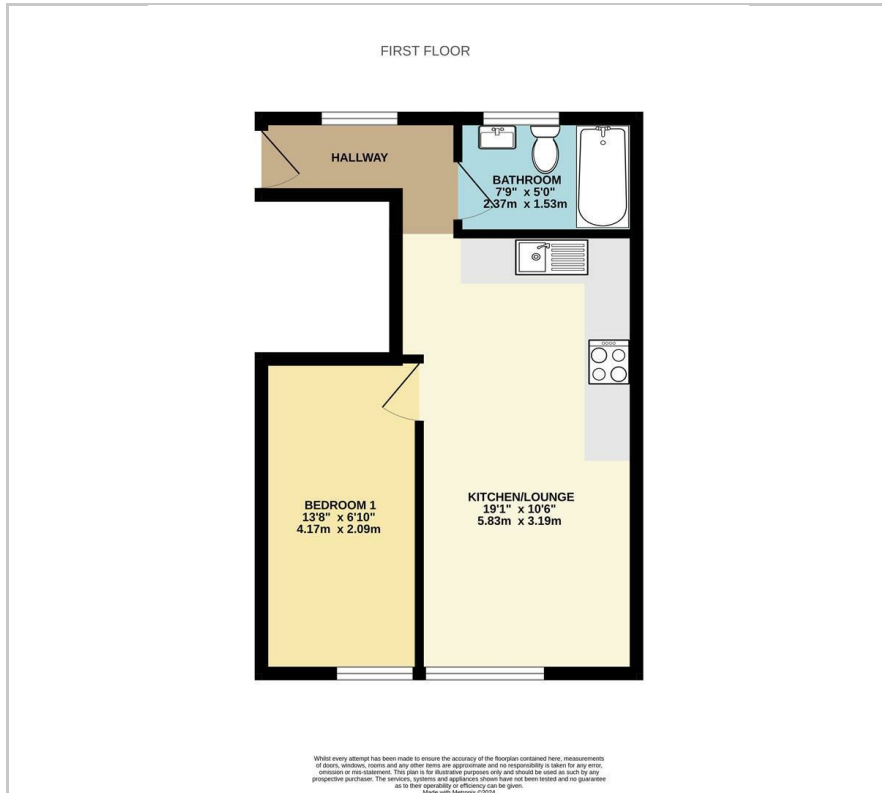 FIRST FLOOR
HALLWAY
BATHROOM
7'9" x 5'0"
2.37m x 1.53m
KITCHEN/LOUNGE
19'1" x 10'6"
5.83m x 3.19m
BEDROOM 1
13'8" x 6'10"
4.17m x 2.09m
Whilst every attempt has been made to ensure the accuracy of the floorplan contained here, measurements
of doors, windows, rooms and any other items are approximate and no responsibility is taken for any error,
omission or mis-statement. This plan is for illustrative purposes only and should be used as such by any
prospective purchaser. The services, systems and appliances shown have not been tested and no guarantee
as to their operability or efficiency can be given.
Made with Metropix ©2024